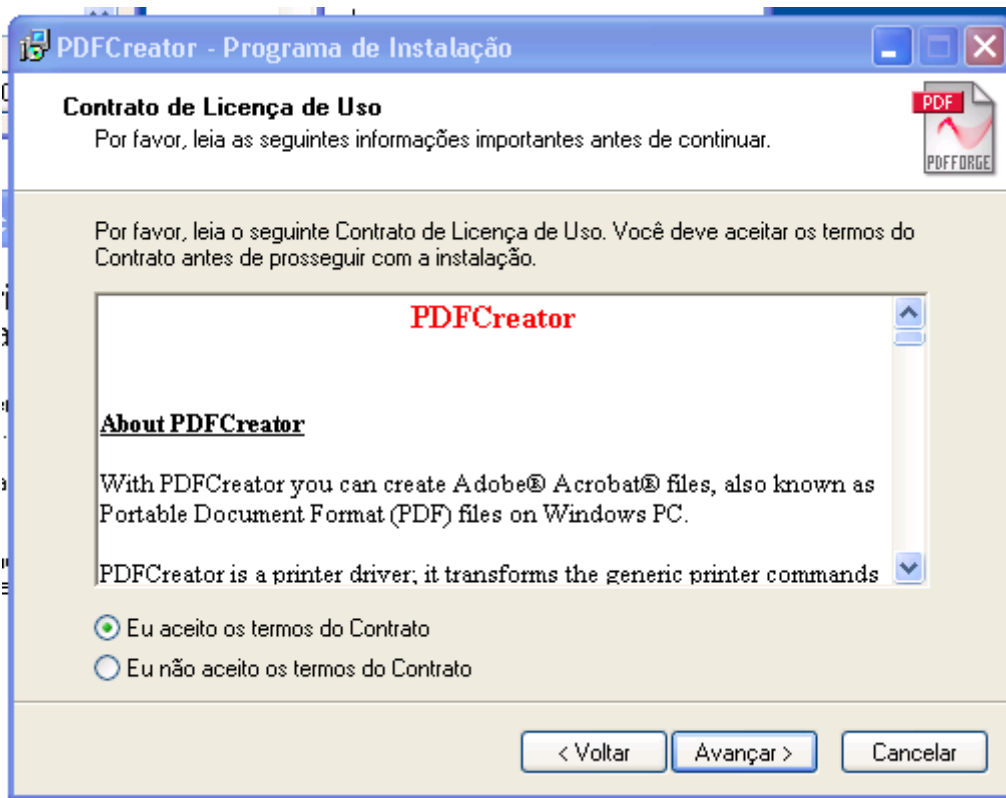 PDFCreator - Programa de Instalação
Contrato de Licença de Uso
Por favor, leia as seguintes informações importantes antes de continuar.
PDF
PDFFORGE
Por favor, leia o seguinte Contrato de Licença de Uso. Você deve aceitar os termos do
Contrato antes de prosseguir com a instalação.
PDFCreator
About PDFCreator
With PDFCreator you can create Adobe® Acrobat® files, also known as
Portable Document Format (PDF) files on Windows PC.
PDFCreator is a printer driver; it transforms the generic printer commands
Eu aceito os termos do Contrato
Eu não aceito os termos do Contrato
< Voltar
Avançar >
Cancelar